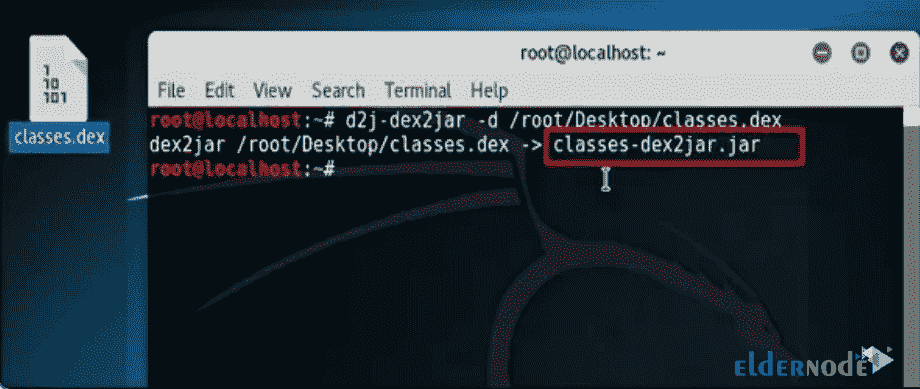 1
10
101
classes.dex
root@localhost: ~
File Edit View Search Terminal Help
root@localhost:~# d2j-dex2jar -d /root/Desktop/classes.dex
dex2jar /root/Desktop/classes.dex -> classes-dex2jar.jar
root@localhost:~#
ELDERNODE